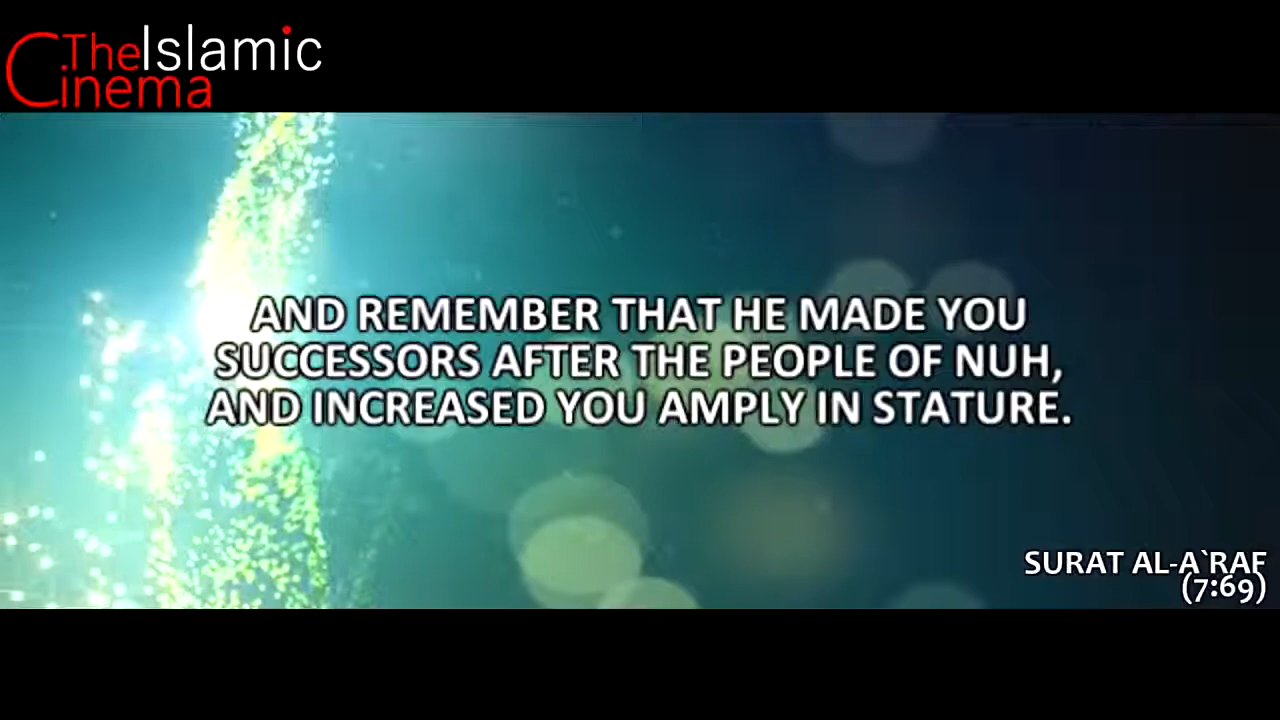 TheIslamic
Cinema
AND REMEMBER THAT HE MADE YOU
SUCCESSORS AFTER THE PEOPLE OF NUH,
AND INCREASED YOU AMPLY IN STATURE.
SURAT AL-A`RAF
(7:69)